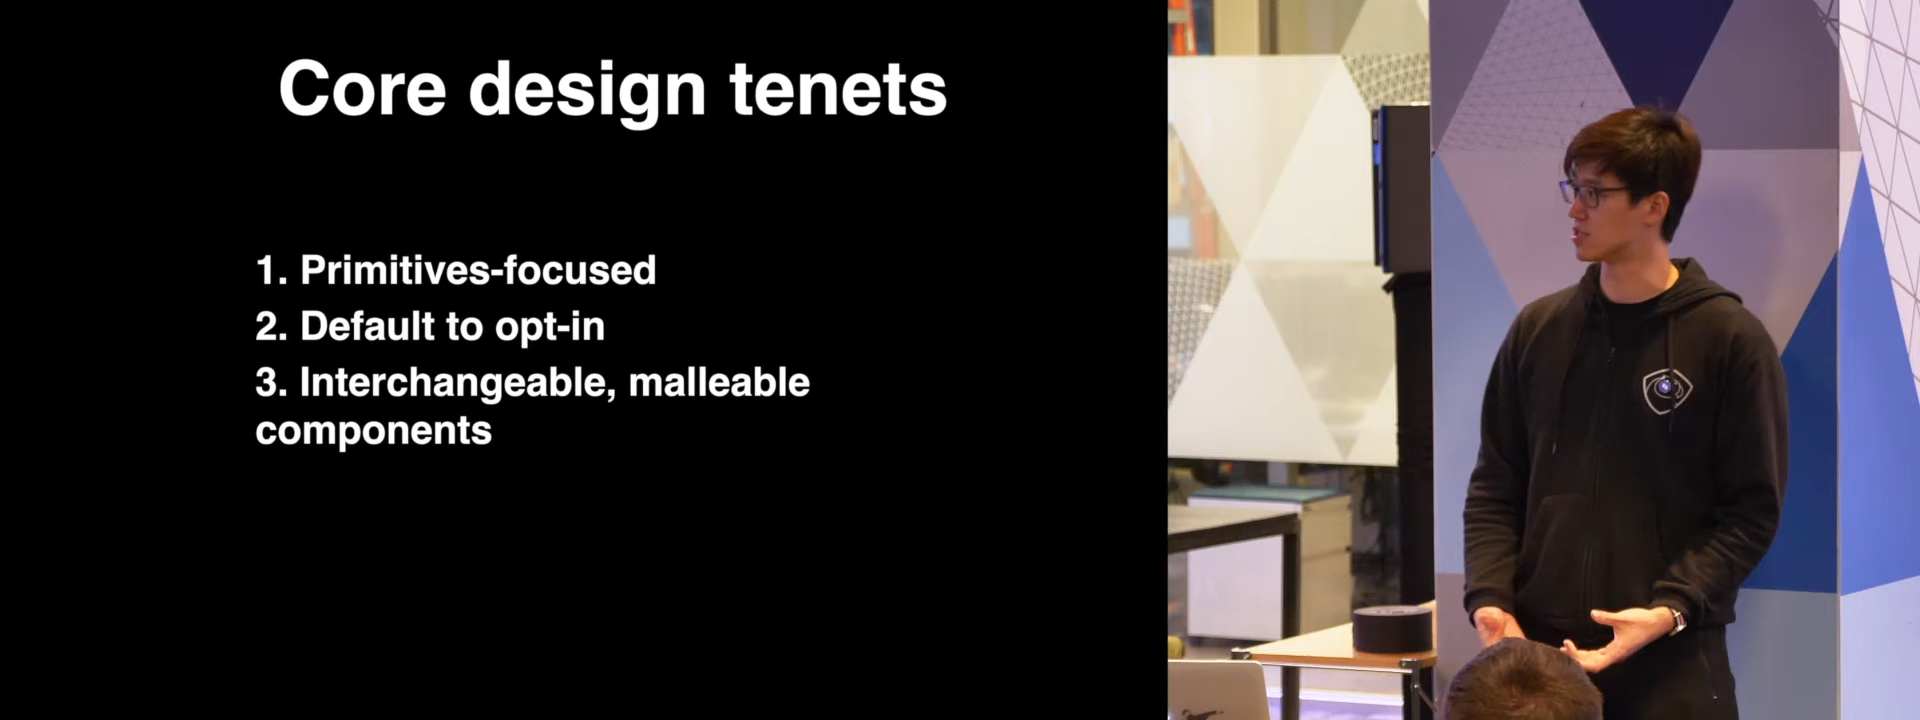 Core design tenets
1. Primitives-focused
2. Default to opt-in
3. Interchangeable, malleable
components